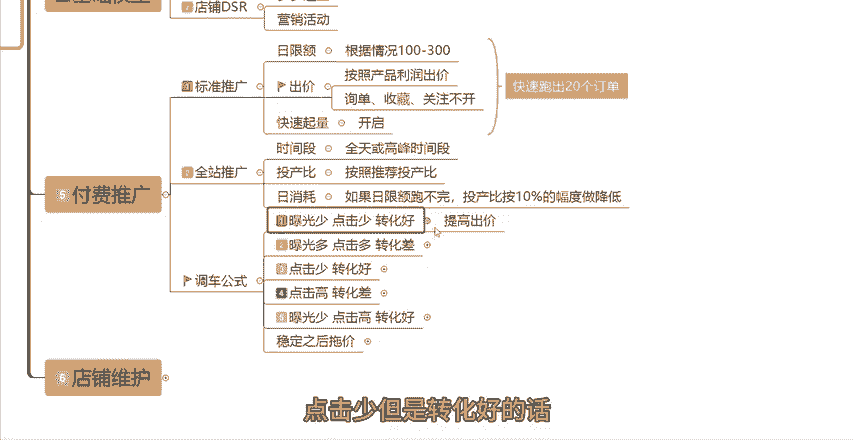 店铺DSR
营销活动
5 付费推广
1 标准推广
日限额 根据情况100-300
出价
按照产品利润出价
询单、收藏、关注不开
快速起量 开启
快速跑出20个订单
全站推广
时间段 全天或高峰时间段
投产比 按照推荐投产比
日消耗 如果日限额跑不完，投产比按10%的幅度做降低
调车公式
1 曝光少 点击少 转化好 提高出价
曝光多 点击多 转化差
点击少 转化好
4 点击高 转化差
曝光少 点击高 转化好
稳定之后拖价
6 店铺维护
点击少但是转化好的话